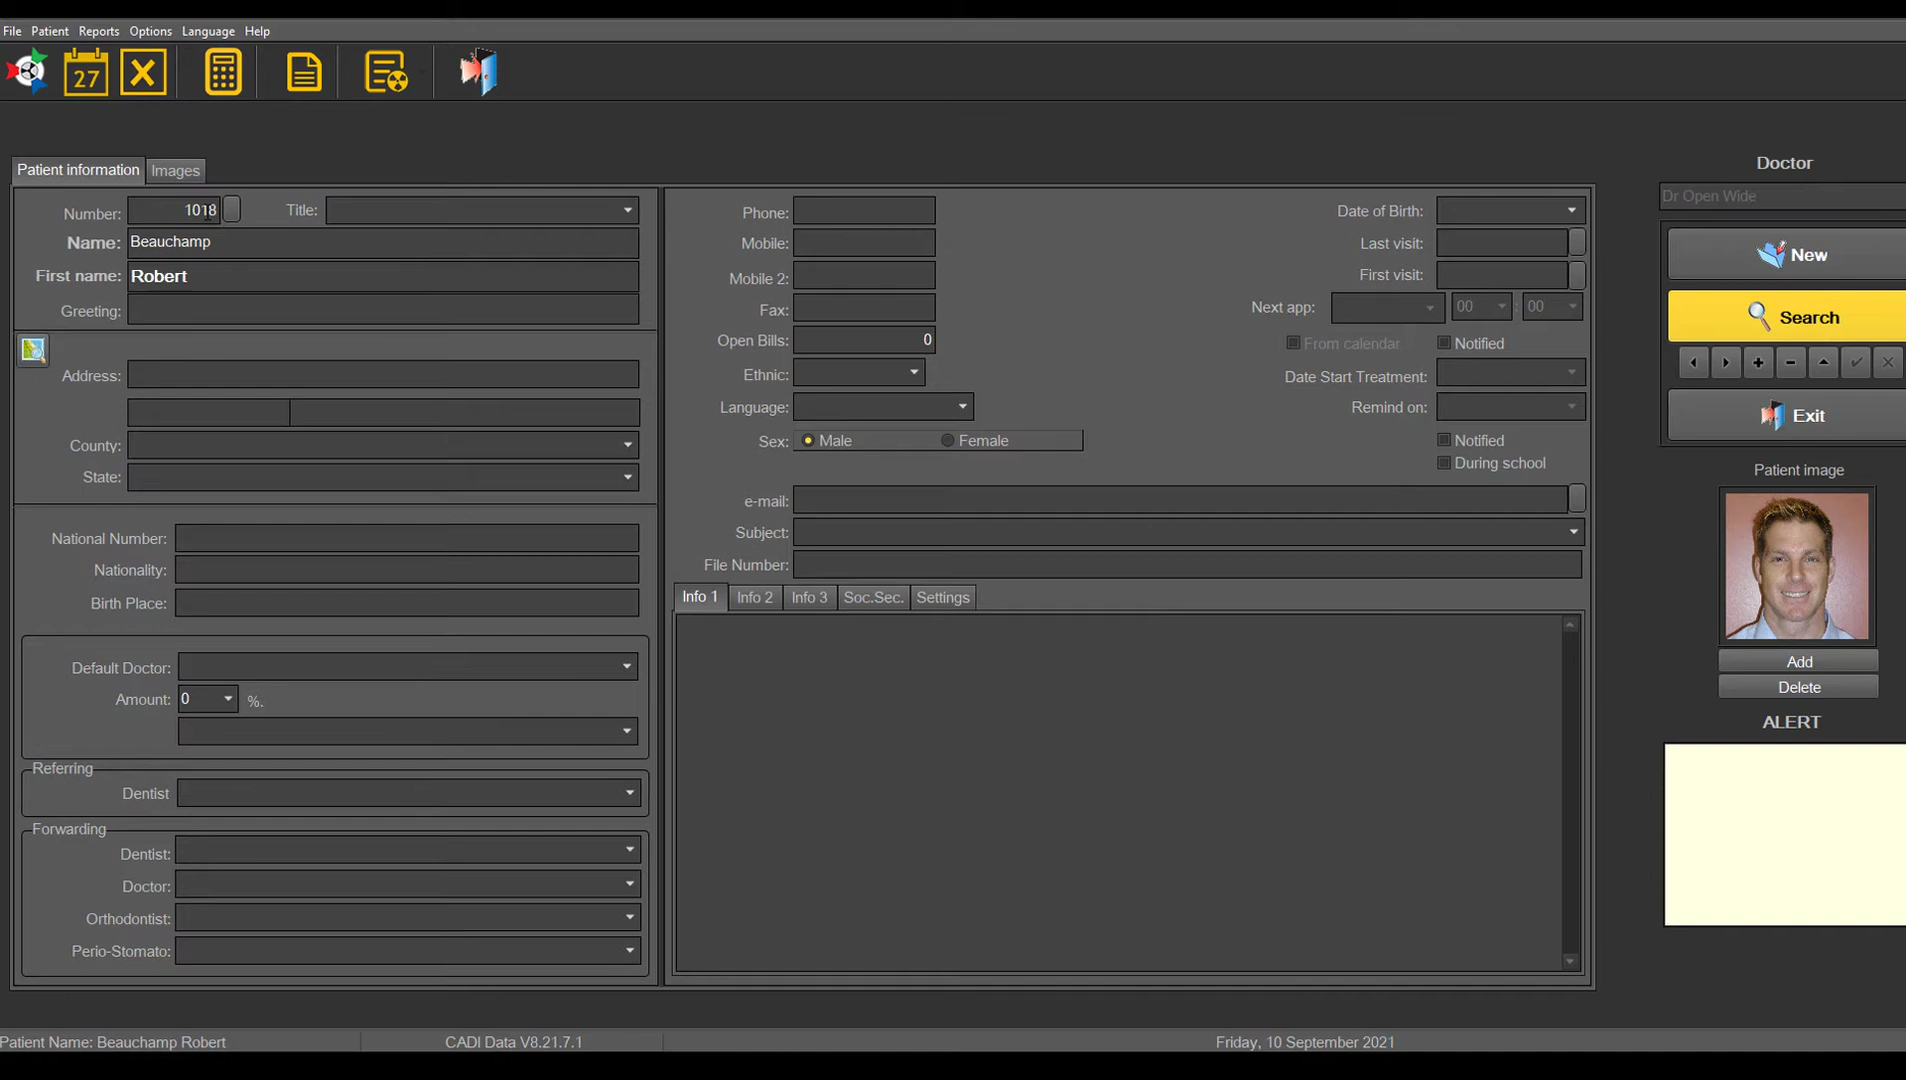 File Patient Reports Options Language Help
27
Patient information Images
Number: 1018 Title:
Name: Beauchamp
First name: Robert
Greeting:
Address:
County:
State:
National Number:
Nationality:
Birth Place:
Default Doctor:
Amount: 0 %.
Referring
Dentist
Forwarding
Dentist:
Doctor:
Orthodontist:
Perio-Stomato:
Phone:
Mobile:
Mobile 2:
Fax:
Open Bills: 0
Ethnic:
Language:
Sex: Male Female
Date of Birth:
Last visit:
First visit:
Next app: 00 : 00
From calendar Notified
Date Start Treatment:
Remind on:
Notified
During school
e-mail:
Subject:
File Number:
Info 1 Info 2 Info 3 Soc.Sec. Settings
Doctor
Dr Open Wide
New
Search
Exit
Patient image
Add
Delete
ALERT
Patient Name: Beauchamp Robert CADI Data V8.21.7.1 Friday, 10 September 2021